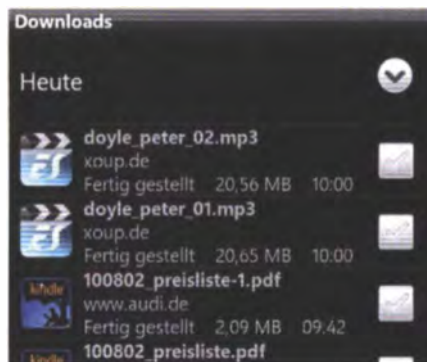 Downloads
Heute
doyle_peter_02.mp3
xoup.de
Fertig gestellt 20,56 MB 10:00
doyle_peter_01.mp3
xoup.de
Fertig gestellt 20,65 MB 10:00
kindle
100802_preisliste-1.pdf
www.audi.de
Fertig gestellt 2,09 MB 09:42
kindle
100802_preisliste.pdf